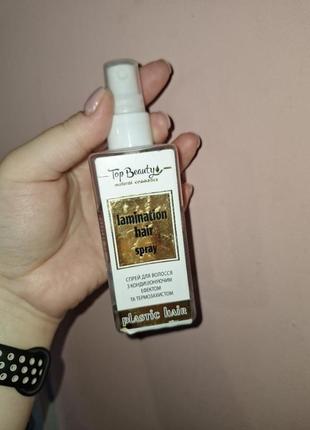 Top Beauty
natural cosmetics
lamination
hair
spray
СПРЕЙ ДЛЯ ВОЛОССЯ
З КОНДИЦІОНУЮЧИМ
ЕФЕКТОМ
ТА ТЕРМОЗАХИСТОМ
plastic hair